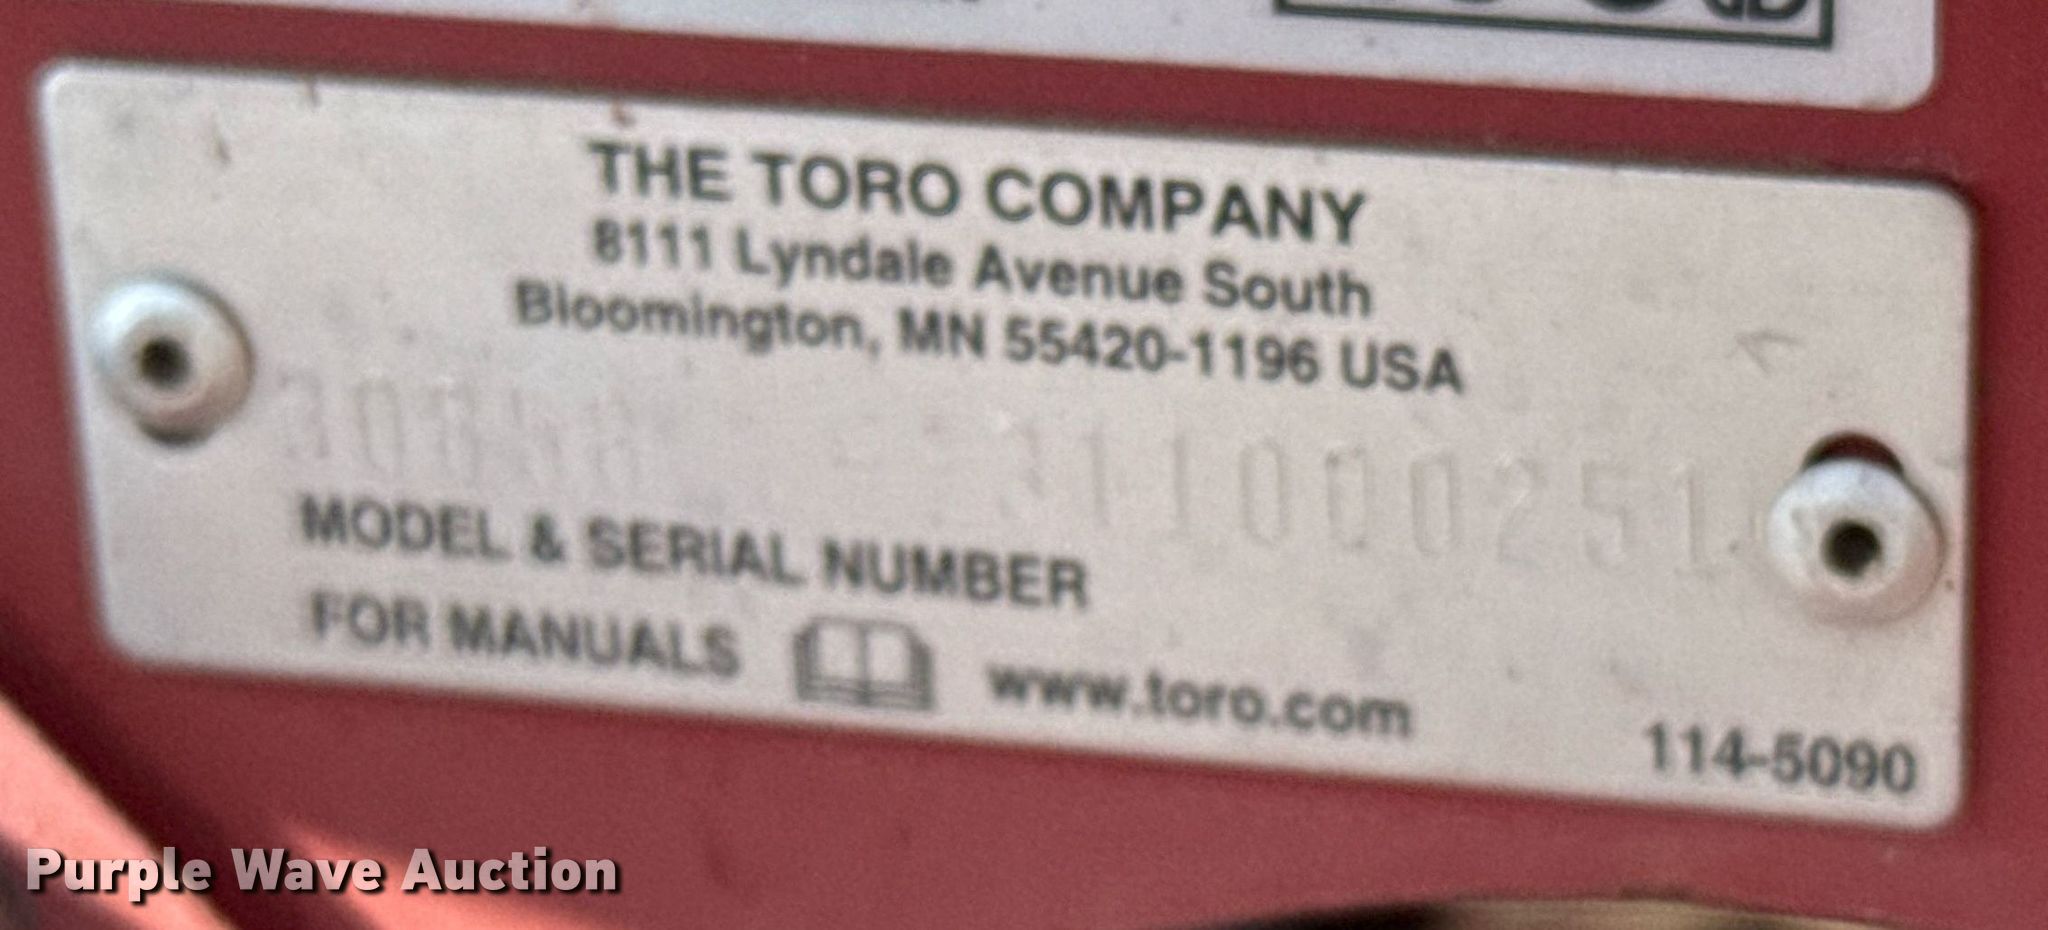 THE TORO COMPANY
8111 Lyndale Avenue South
Bloomington, MN 55420-1196 USA
MODEL & SERIAL NUMBER
FOR MANUALS www.toro.com
114-5090
Purple Wave Auction